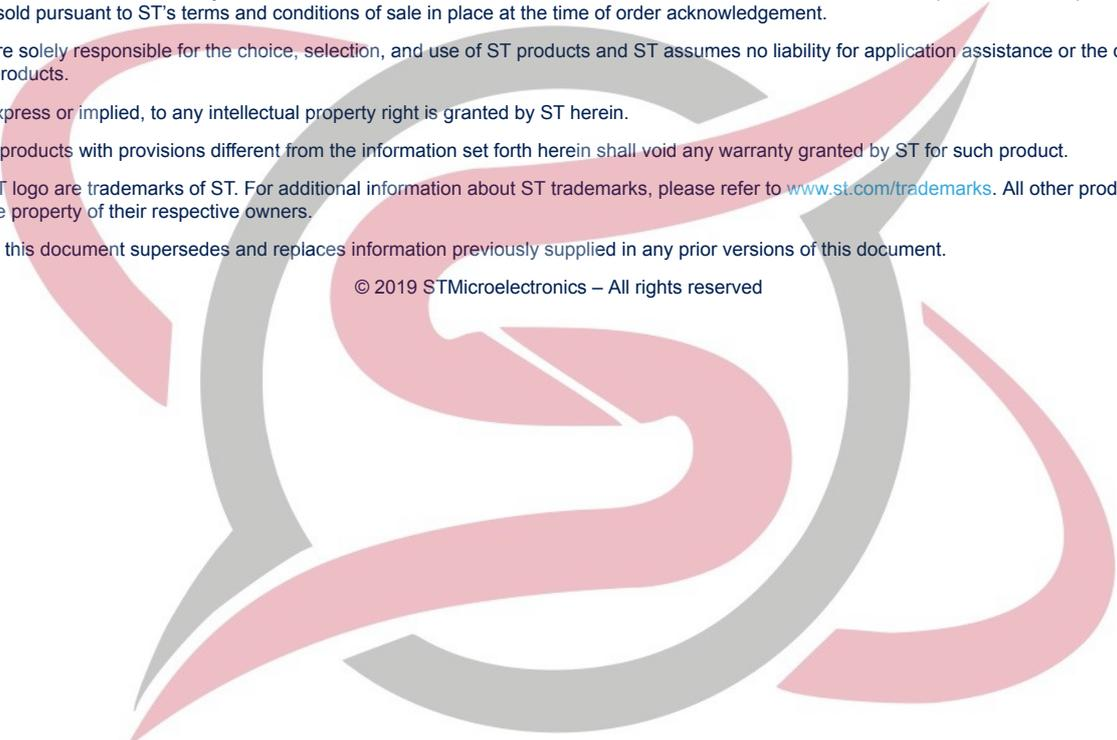 sold pursuant to ST’s terms and conditions of sale in place at the time of order acknowledgement.
re solely responsible for the choice, selection, and use of ST products and ST assumes no liability for application assistance or the
roducts.
xpress or implied, to any intellectual property right is granted by ST herein.
products with provisions different from the information set forth herein shall void any warranty granted by ST for such product.
T logo are trademarks of ST. For additional information about ST trademarks, please refer to www.st.com/trademarks. All other prod
e property of their respective owners.
this document supersedes and replaces information previously supplied in any prior versions of this document.
© 2019 STMicroelectronics – All rights reserved